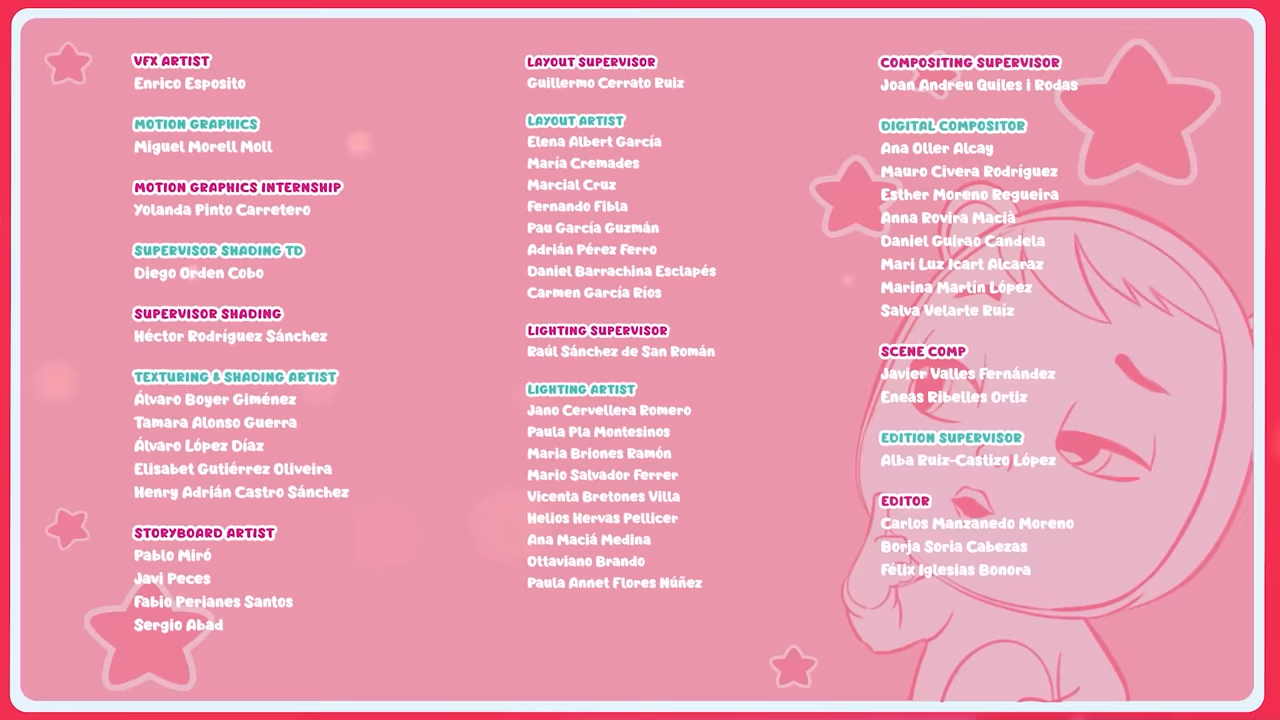 VFX ARTIST
Enrico Esposito
MOTION GRAPHICS
Miguel Morell Moll
MOTION GRAPHICS INTERNSHIP
Yolanda Pinto Carretero
SUPERVISOR SHADING TD
Diego Orden Cobo
SUPERVISOR SHADING
Héctor Rodríguez Sánchez
TEXTURING & SHADING ARTIST
Álvaro Boyer Giménez
Tamara Alonso Guerra
Álvaro López Díaz
Elisabet Gutiérrez Oliveira
Henry Adrián Castro Sánchez
STORYBOARD ARTIST
Pablo Miró
Javi Peces
Fabio Perianes Santos
Sergio Abad
LAYOUT SUPERVISOR
Guillermo Cerrato Ruiz
LAYOUT ARTIST
Elena Albert García
María Cremades
Marcial Cruz
Fernando Fibla
Pau García Guzmán
Adrián Pérez Ferro
Daniel Barrachina Esclapés
Carmen García Ríos
LIGHTING SUPERVISOR
Raúl Sánchez de San Román
LIGHTING ARTIST
Jano Cervellera Romero
Paula Pla Montesinos
Maria Briones Ramón
Mario Salvador Ferrer
Vicenta Bretones Villa
Helios Hervas Pellicer
Ana Maciá Medina
Ottaviano Brando
Paula Annet Flores Núñez
COMPOSITING SUPERVISOR
Joan Andreu Quiles i Rodas
DIGITAL COMPOSITOR
Ana Oller Alcay
Mauro Civera Rodríguez
Esther Moreno Regueira
Anna Rovira Macià
Daniel Guirao Candela
Mari Luz Icart Alcaraz
Marina Martín López
Salva Velarte Ruiz
SCENE COMP
Javier Valles Fernández
Eneas Ribelles Ortiz
EDITION SUPERVISOR
Alba Ruiz-Castizo López
EDITOR
Carlos Manzanedo Moreno
Borja Soria Cabezas
Félix Iglesias Bonora